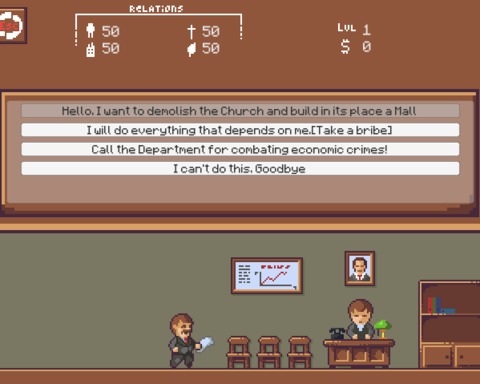 RELATIONS
50 50
50 50
LVL 1
$ 0
Hello. I want to demolish the Church and build in its place a Mall
I will do everything that depends on me.[Take a bribe]
Call the Department for combating economic crimes!
I can't do this. Goodbye